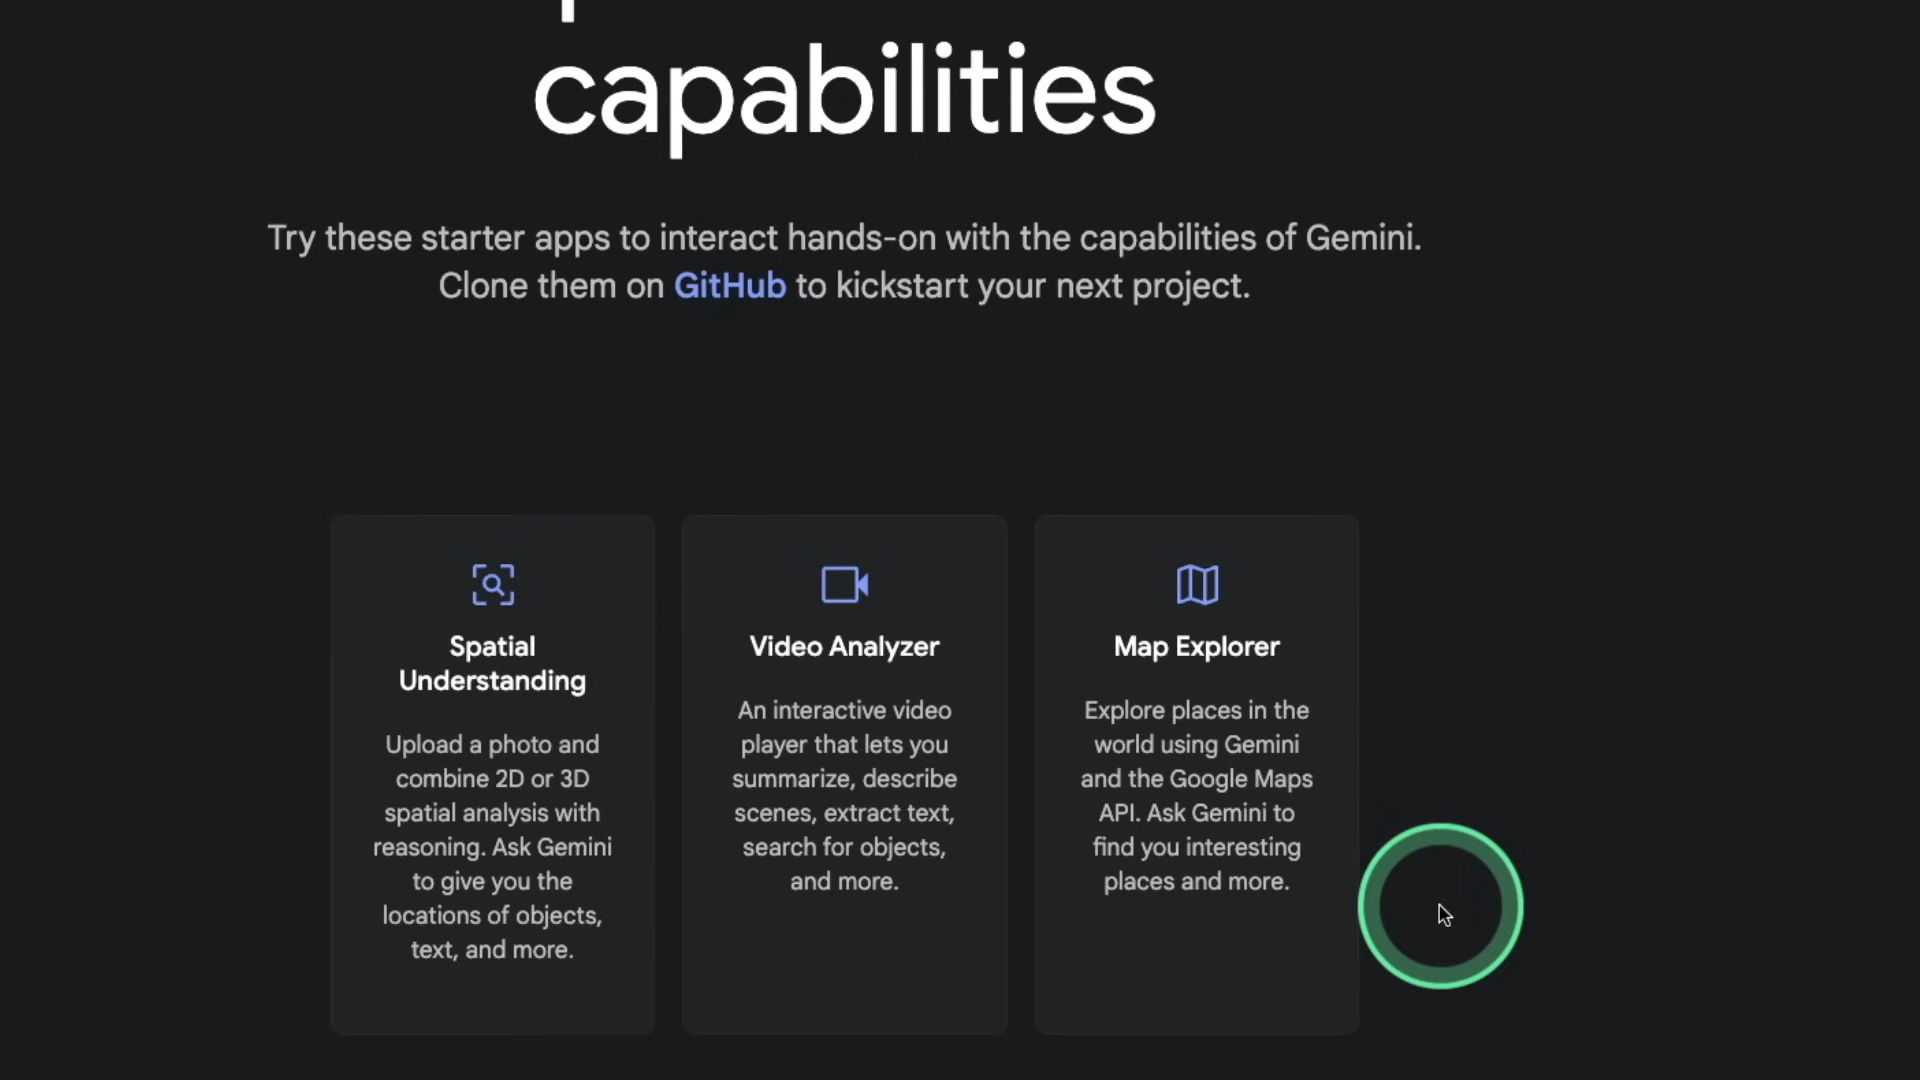 capabilities
Try these starter apps to interact hands-on with the capabilities of Gemini.
Clone them on GitHub to kickstart your next project.
Spatial
Understanding
Upload a photo and
combine 2D or 3D
spatial analysis with
reasoning. Ask Gemini
to give you the
locations of objects,
text, and more.
Video Analyzer
An interactive video
player that lets you
summarize, describe
scenes, extract text,
search for objects,
and more.
Map Explorer
Explore places in the
world using Gemini
and the Google Maps
API. Ask Gemini to
find you interesting
places and more.